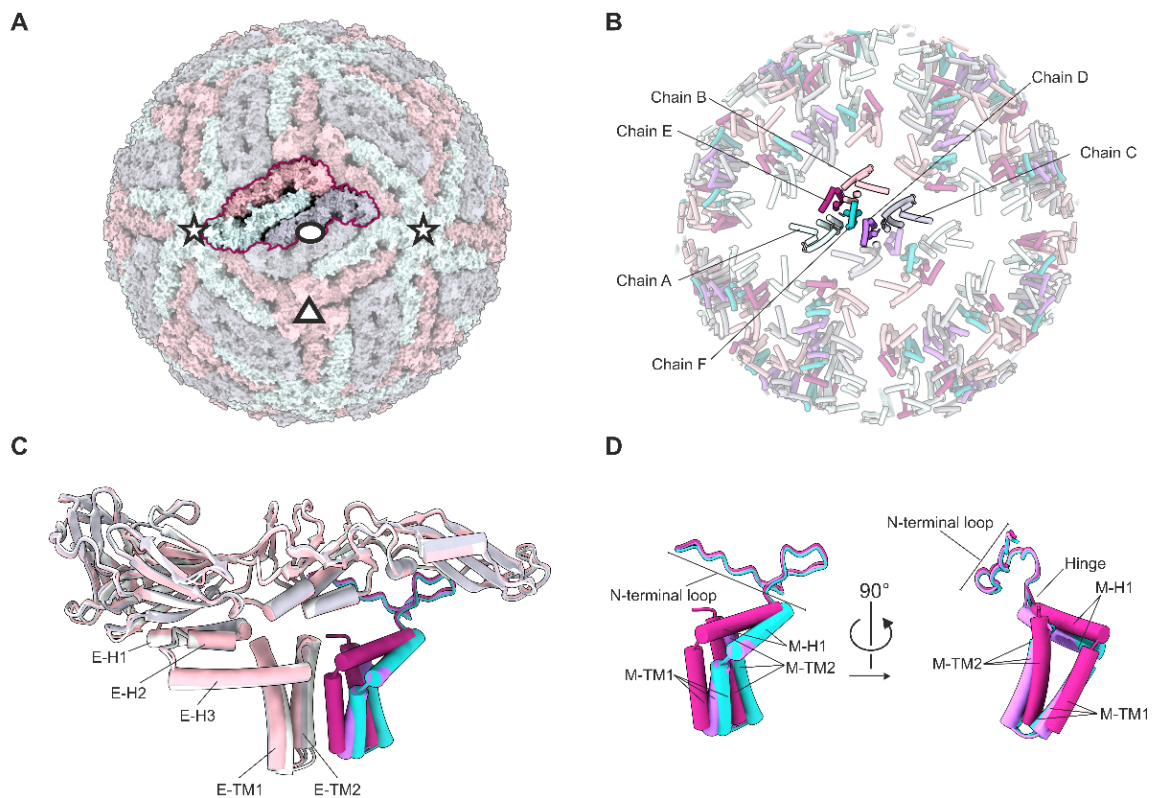 A
B
Chain B
Chain D
Chain E
Chain C
Chain A
Chain F
C
D
N-terminal loop
Hinge
M-H1
90°
N-terminal loop
M-H1
M-TM2
M-TM2
M-TM1
M-TM1
E-H1
E-H2
E-H3
E-TM1
E-TM2